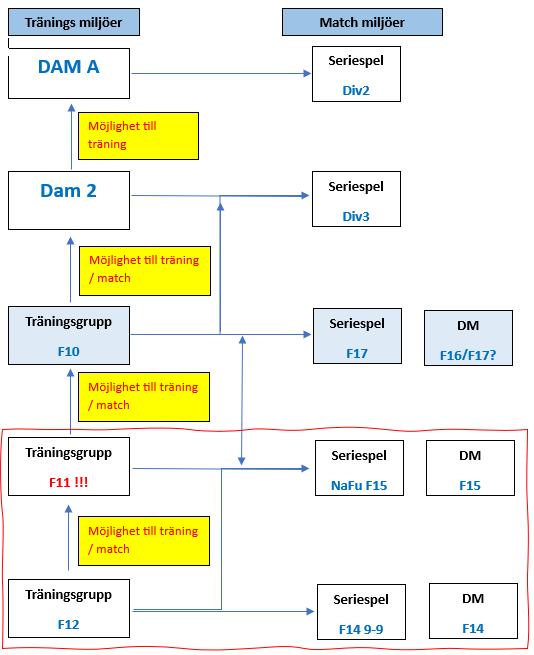 Tränings miljöer
Match miljöer
DAM A
Seriespel
Div2
Möjlighet till
träning
Dam 2
Seriespel
Div3
Möjlighet till träning
/ match
Träningsgrupp
F10
Seriespel
F17
DM
F16/F17?
Möjlighet till träning
/ match
Träningsgrupp
F11 !!!
Seriespel
NaFu F15
DM
F15
Möjlighet till träning
/ match
Träningsgrupp
F12
Seriespel
F14 9-9
DM
F14